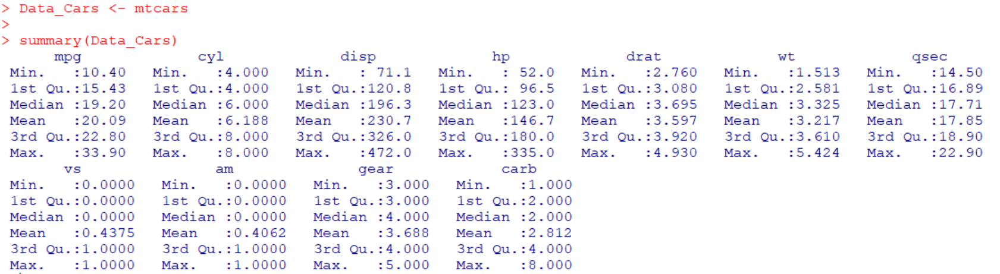 > Data_Cars <- mtcars
>
> summary(Data_Cars)
      mpg             cyl             disp             hp             drat             wt             qsec
 Min.   :10.40   Min.   :4.000   Min.   : 71.1   Min.   : 52.0   Min.   :2.760   Min.   :1.513   Min.   :14.50
 1st Qu.:15.43   1st Qu.:4.000   1st Qu.:120.8   1st Qu.: 96.5   1st Qu.:3.080   1st Qu.:2.581   1st Qu.:16.89
 Median :19.20   Median :6.000   Median :196.3   Median :123.0   Median :3.695   Median :3.325   Median :17.71
 Mean   :20.09   Mean   :6.188   Mean   :230.7   Mean   :146.7   Mean   :3.597   Mean   :3.217   Mean   :17.85
 3rd Qu.:22.80   3rd Qu.:8.000   3rd Qu.:326.0   3rd Qu.:180.0   3rd Qu.:3.920   3rd Qu.:3.610   3rd Qu.:18.90
 Max.   :33.90   Max.   :8.000   Max.   :472.0   Max.   :335.0   Max.   :4.930   Max.   :5.424   Max.   :22.90
       vs               am              gear            carb
 Min.   :0.0000   Min.   :0.0000   Min.   :3.000   Min.   :1.000
 1st Qu.:0.0000   1st Qu.:0.0000   1st Qu.:3.000   1st Qu.:2.000
 Median :0.0000   Median :0.0000   Median :4.000   Median :2.000
 Mean   :0.4375   Mean   :0.4062   Mean   :3.688   Mean   :2.812
 3rd Qu.:1.0000   3rd Qu.:1.0000   3rd Qu.:4.000   3rd Qu.:4.000
 Max.   :1.0000   Max.   :1.0000   Max.   :5.000   Max.   :8.000